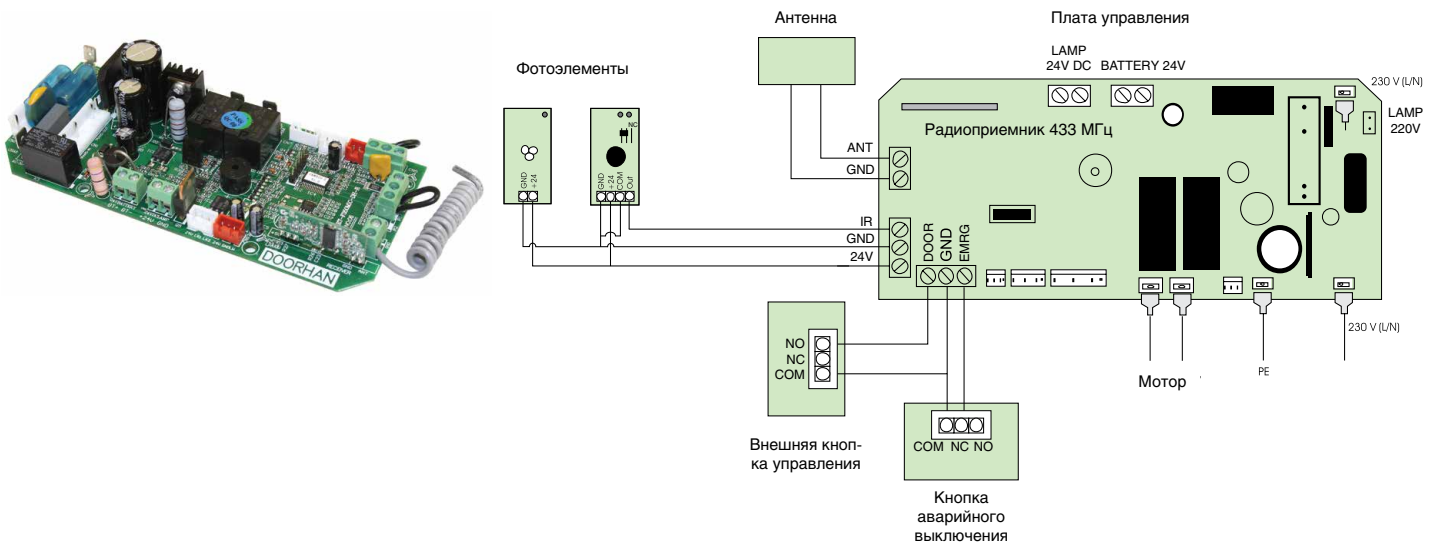 Антенна
Плата управления
LAMP
24V DC
BATTERY 24V
230 V (L/N)
LAMP
220V
Фотоэлементы
Радиоприемник 433 МГц
ANT
GND
NC
GND
+24
GND
+24
COM
Out
IR
GND
24V
DOOR
GND
EMRG
230 V (L/N)
NO
NC
COM
Мотор
PE
COM NC NO
Внешняя кноп-
ка управления
Кнопка
аварийного
выключения
DOORHAN
RECEIVER